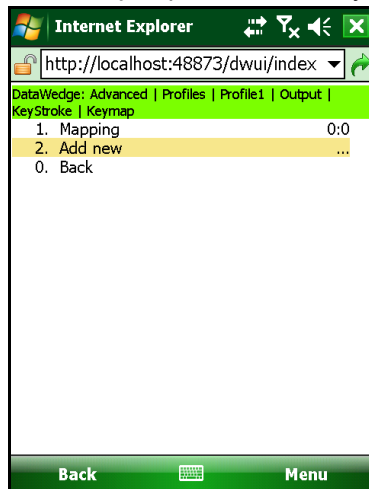 Internet Explorer
http://localhost:48873/dwui/index
DataWedge: Advanced | Profiles | Profile1 | Output |
KeyStroke | Keymap
1. Mapping 0:0
2. Add new ...
0. Back
Back Menu